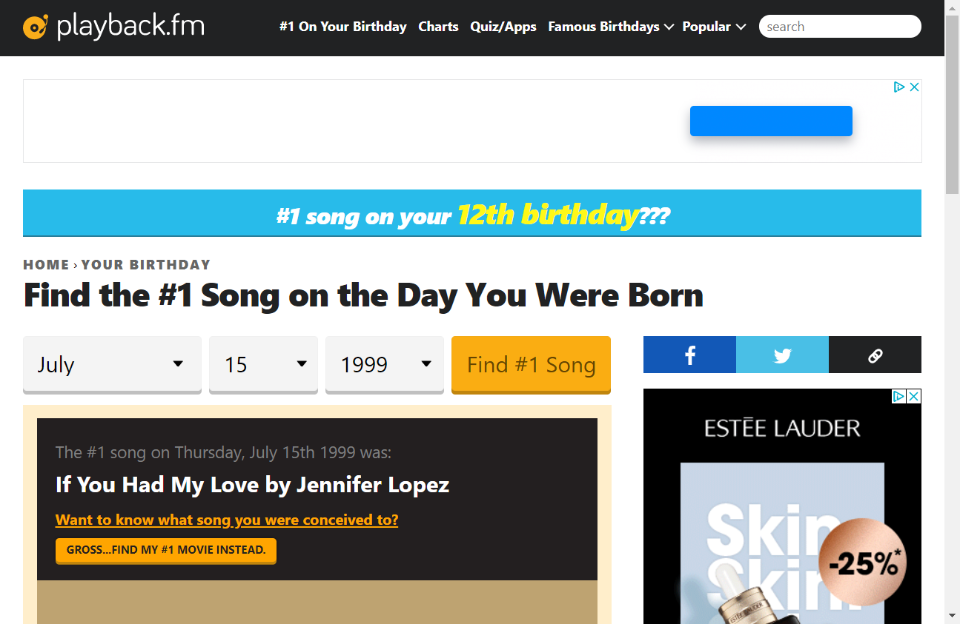 playback.fm
#1 On Your Birthday Charts Quiz/Apps Famous Birthdays Popular search
#1 song on your 12th birthday???
HOME › YOUR BIRTHDAY
Find the #1 Song on the Day You Were Born
July 15 1999 Find #1 Song
The #1 song on Thursday, July 15th 1999 was:
If You Had My Love by Jennifer Lopez
Want to know what song you were conceived to?
GROSS...FIND MY #1 MOVIE INSTEAD.
ESTĒE LAUDER
Skin
Skin
-25%*